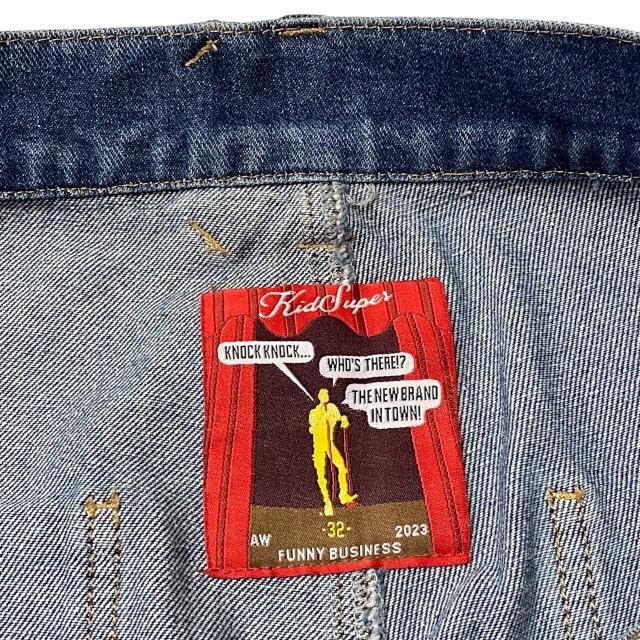 KidSuper
KNOCK KNOCK...
WHO'S THERE!?
THE NEW BRAND
IN TOWN!
AW ·32· 2023
FUNNY BUSINESS